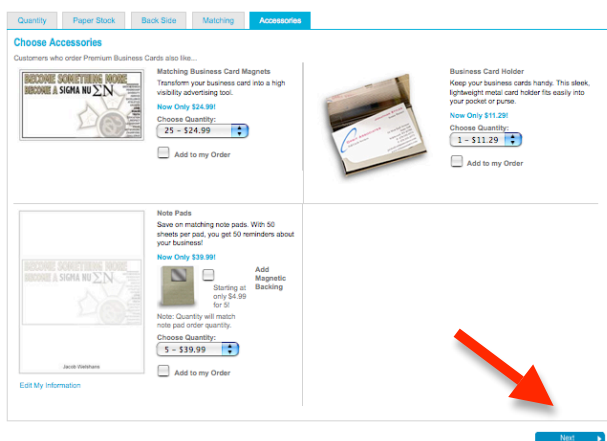 Quantity
Paper Stock
Back Side
Matching
Accessories
Choose Accessories
Customers who order Premium Business Cards also like...
BECOME SOMETHING MORE
BECOME A SIGMA NU ΣΝ
Matching Business Card Magnets
Transform your business card into a high
visibility advertising tool.
Now Only $24.99!
Choose Quantity:
25 – $24.99
Add to my Order
Business Card Holder
Keep your business cards handy. This sleek,
lightweight metal card holder fits easily into
your pocket or purse.
Now Only $11.29!
Choose Quantity:
1 – $11.29
Add to my Order
BECOME SOMETHING MORE
BECOME A SIGMA NU ΣΝ
Jacob Watshana
Edit My Information
Note Pads
Save on matching note pads. With 50
sheets per pad, you get 50 reminders about
your business!
Now Only $39.99!
Starting at
only $4.99
for 5!
Add
Magnetic
Backing
Note: Quantity will match
note pad order quantity.
Choose Quantity:
5 – $39.99
Add to my Order
Next